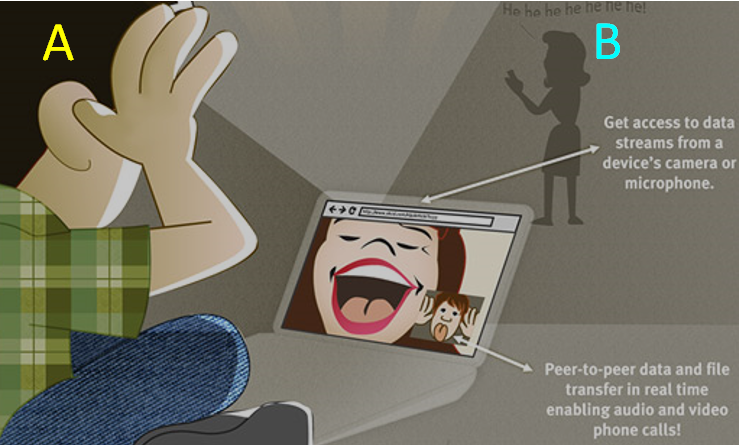 He he he he he he he!
A
B
Get access to data
streams from a
device's camera or
microphone.
Peer-to-peer data and file
transfer in real time
enabling audio and video
phone calls!